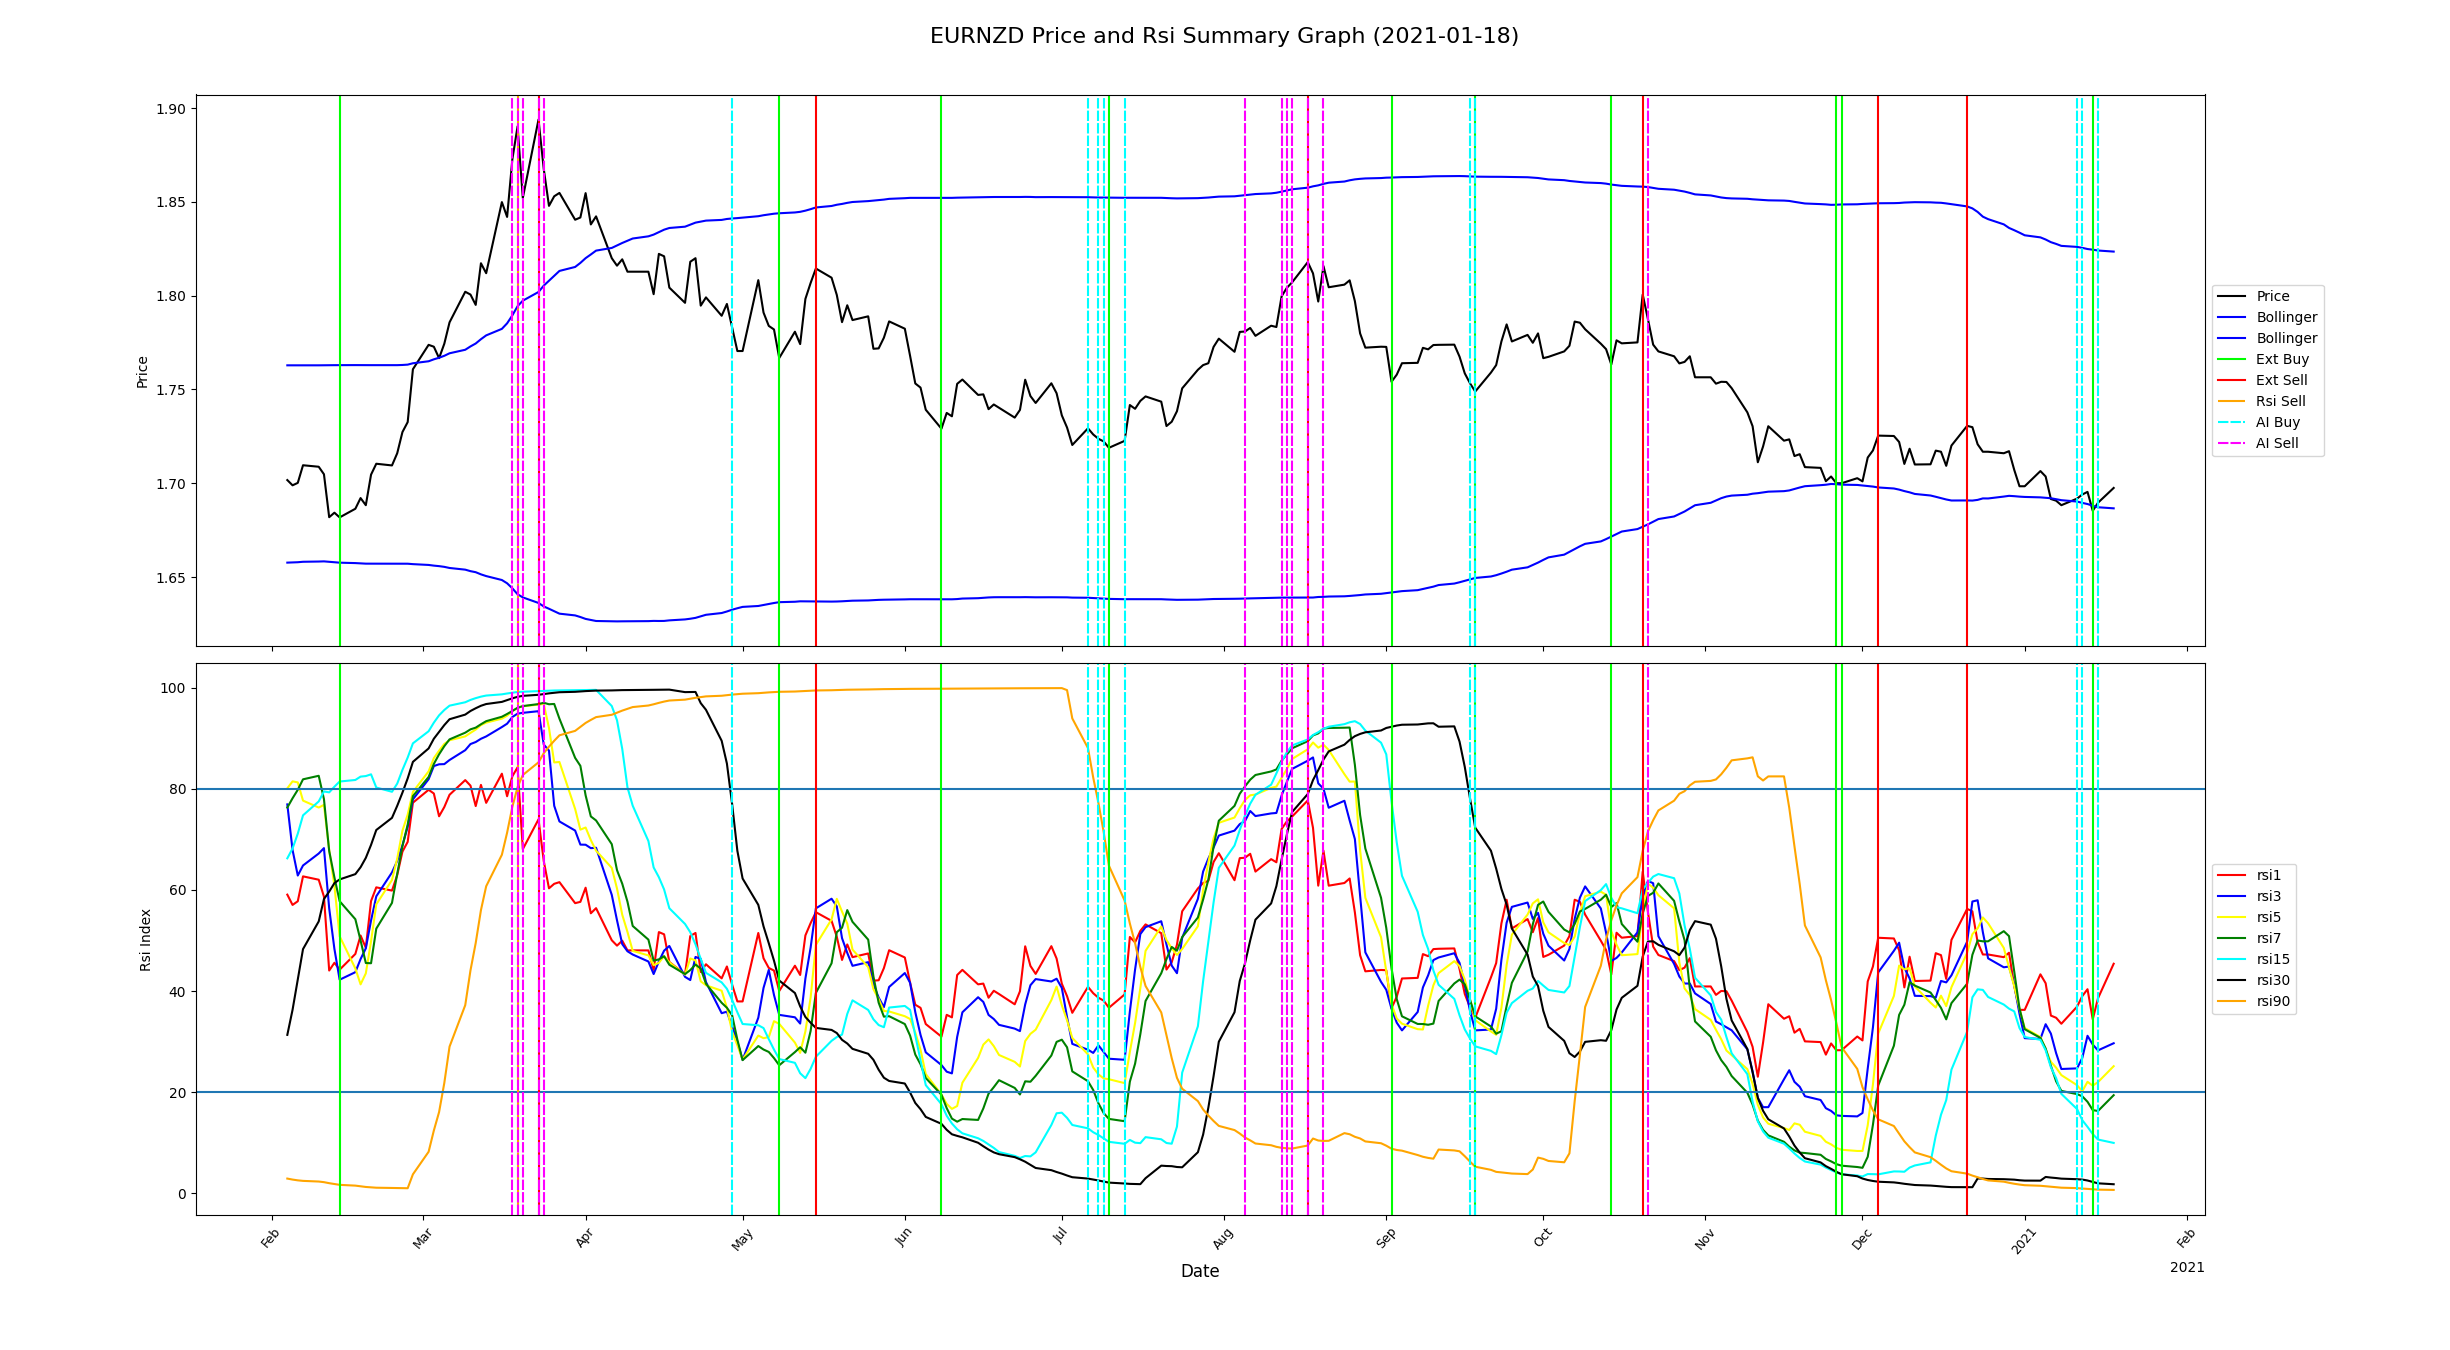 EURNZD Price and Rsi Summary Graph (2021-01-18)
1.90
1.85
1.80
1.75
1.70
1.65
Price
Price
Bollinger
Bollinger
Ext Buy
Ext Sell
Rsi Sell
AI Buy
AI Sell
100
80
60
40
20
0
Rsi Index
rsi1
rsi3
rsi5
rsi7
rsi15
rsi30
rsi90
Feb
Mar
Apr
May
Jun
Jul
Aug
Sep
Oct
Nov
Dec
2021
Feb
Date
2021